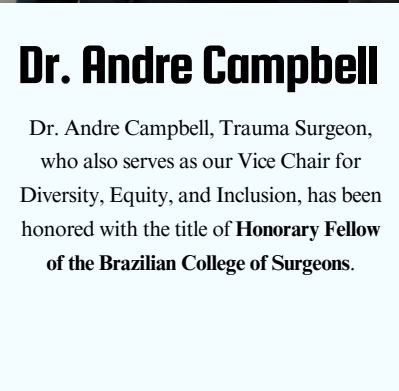 Dr. Andre Campbell
Dr. Andre Campbell, Trauma Surgeon,
who also serves as our Vice Chair for
Diversity, Equity, and Inclusion, has been
honored with the title of Honorary Fellow
of the Brazilian College of Surgeons.